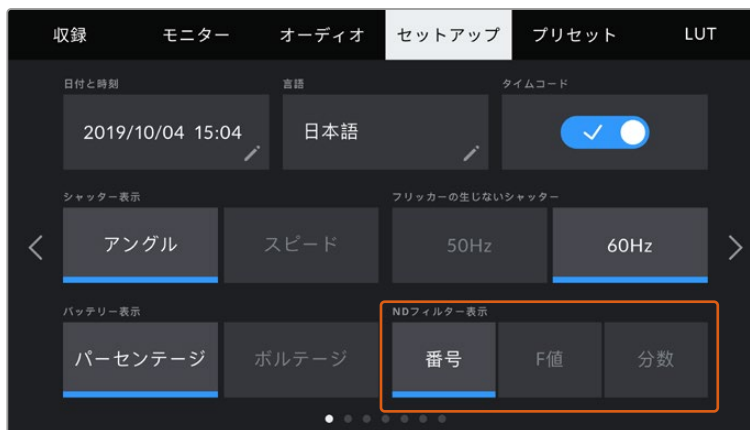 収録 モニター オーディオ セットアップ プリセット LUT
日付と時刻 言語 タイムコード
2019/10/04 15:04 日本語
シャッター表示 フリッカーの生じないシャッター
アングル スピード 50Hz 60Hz
バッテリー表示 NDフィルター表示
パーセンテージ ボルテージ 番号 F値 分数